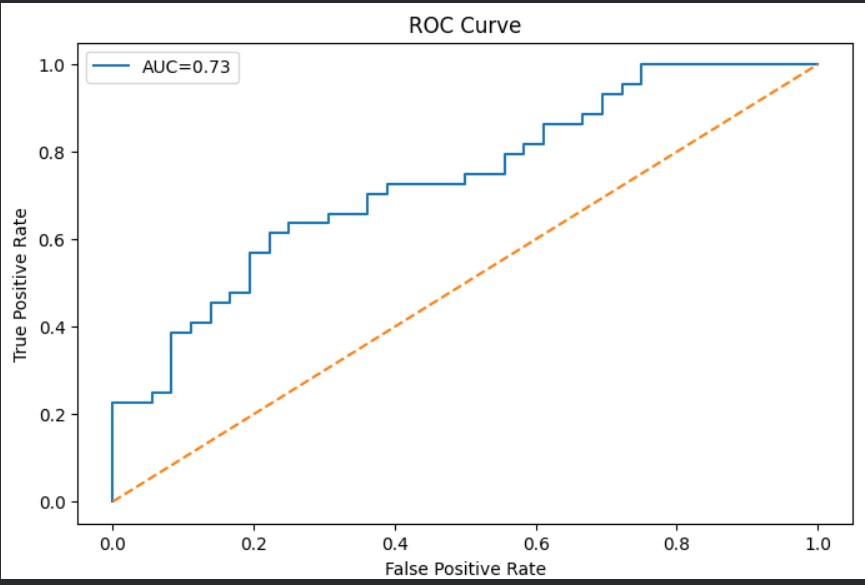 ROC Curve
AUC=0.73
True Positive Rate
1.0
0.8
0.6
0.4
0.2
0.0
0.0 0.2 0.4 0.6 0.8 1.0
False Positive Rate